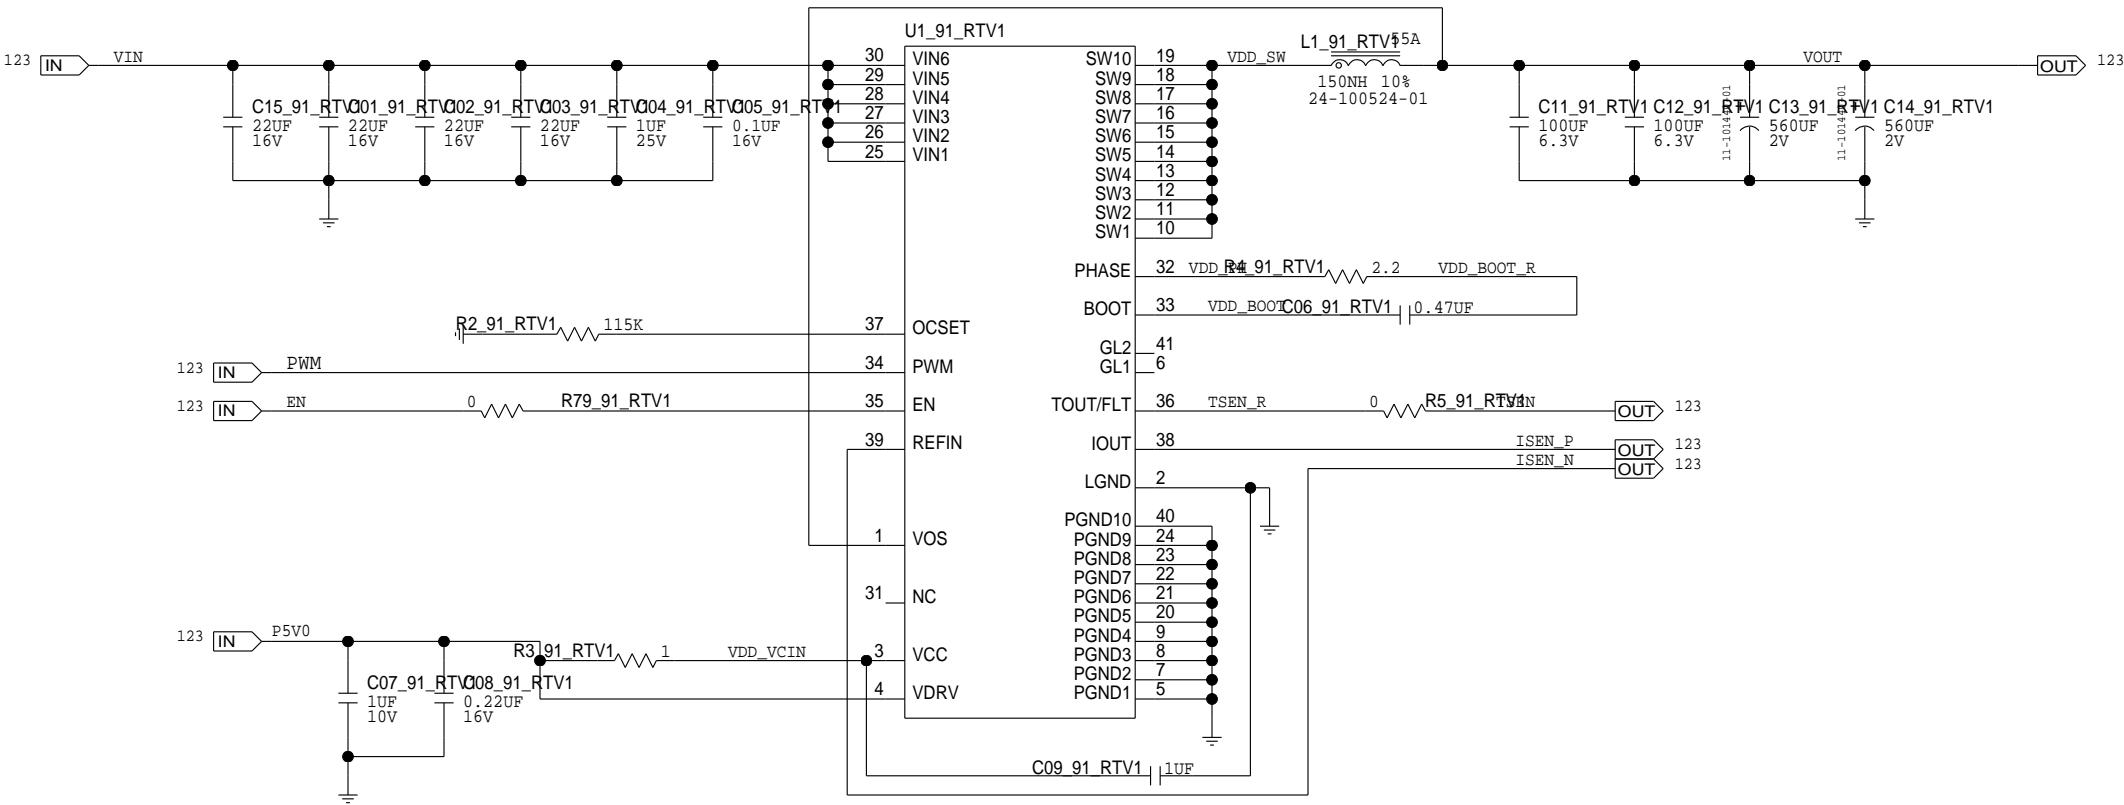 U1_91_RTV1
123 IN VIN
30 VIN6
29 VIN5
28 VIN4
27 VIN3
26 VIN2
25 VIN1
C15_91_RTV1
22UF
16V
C01_91_RTV1
22UF
16V
C02_91_RTV1
22UF
16V
C03_91_RTV1
22UF
16V
C04_91_RTV1
1UF
25V
C05_91_RTV1
0.1UF
16V
SW10 19
SW9 18
SW8 17
SW7 16
SW6 15
SW5 14
SW4 13
SW3 12
SW2 11
SW1 10
VDD_SW
L1_91_RTV1
55A
150NH 10%
24-100524-01
VOUT
OUT 123
C11_91_RTV1
100UF
6.3V
C12_91_RTV1
100UF
6.3V
C13_91_RTV1
560UF
2V
C14_91_RTV1
560UF
2V
PHASE 32
R4_91_RTV1 2.2 VDD_BOOT_R
BOOT 33 VDD_BOOT
C06_91_RTV1 0.47UF
R2_91_RTV1 115K 37 OCSET
GL2 41
GL1 6
123 IN PWM 34 PWM
123 IN EN 0 R79_91_RTV1 35 EN
TOUT/FLT 36 TSEN_R 0 R5_91_RTV1 TSEN OUT 123
39 REFIN
IOUT 38 ISEN_P OUT 123
ISEN_N OUT 123
LGND 2
PGND10 40
PGND9 24
PGND8 23
PGND7 22
PGND6 21
PGND5 20
PGND4 9
PGND3 8
PGND2 7
PGND1 5
1 VOS
31 NC
123 IN P5V0
R3_91_RTV1 1 VDD_VCIN 3 VCC
4 VDRV
C07_91_RTV1
1UF
10V
C08_91_RTV1
0.22UF
16V
C09_91_RTV1 1UF